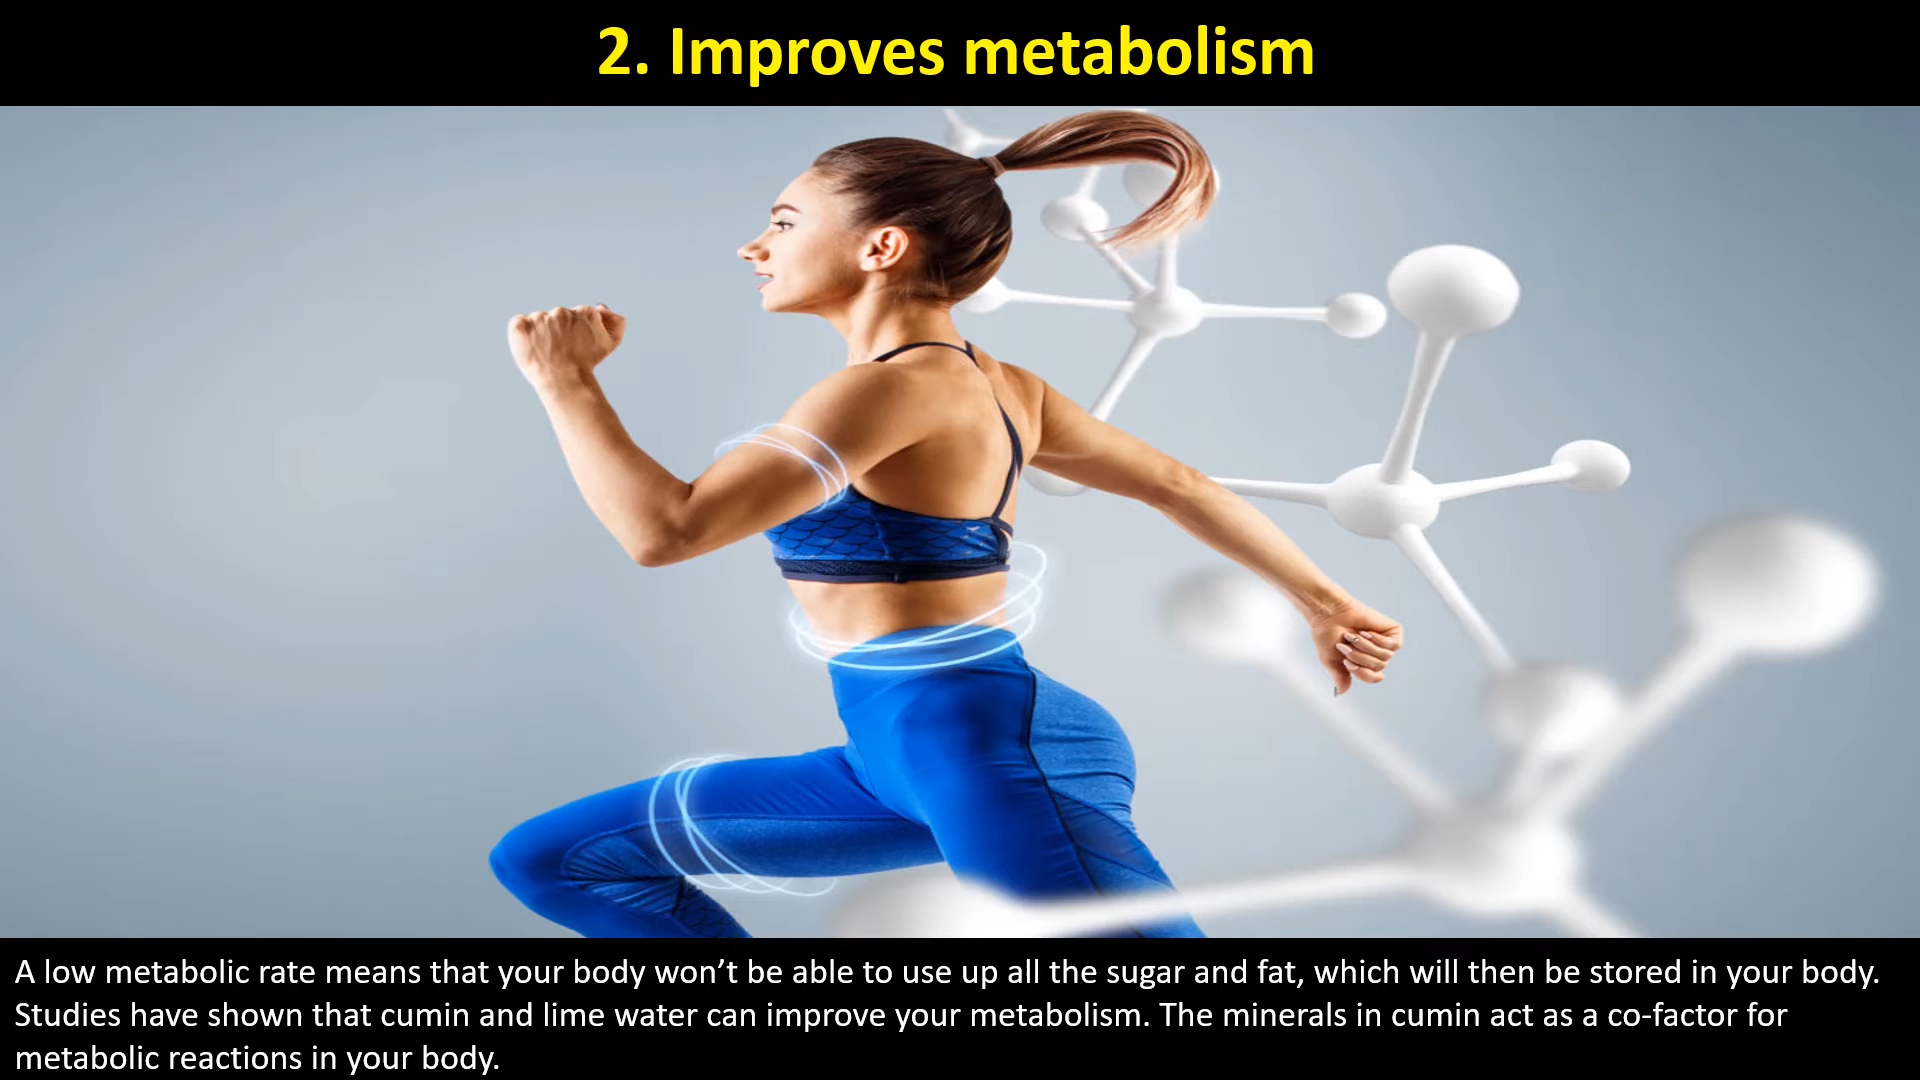 2. Improves metabolism
A low metabolic rate means that your body won’t be able to use up all the sugar and fat, which will then be stored in your body.
Studies have shown that cumin and lime water can improve your metabolism. The minerals in cumin act as a co-factor for
metabolic reactions in your body.